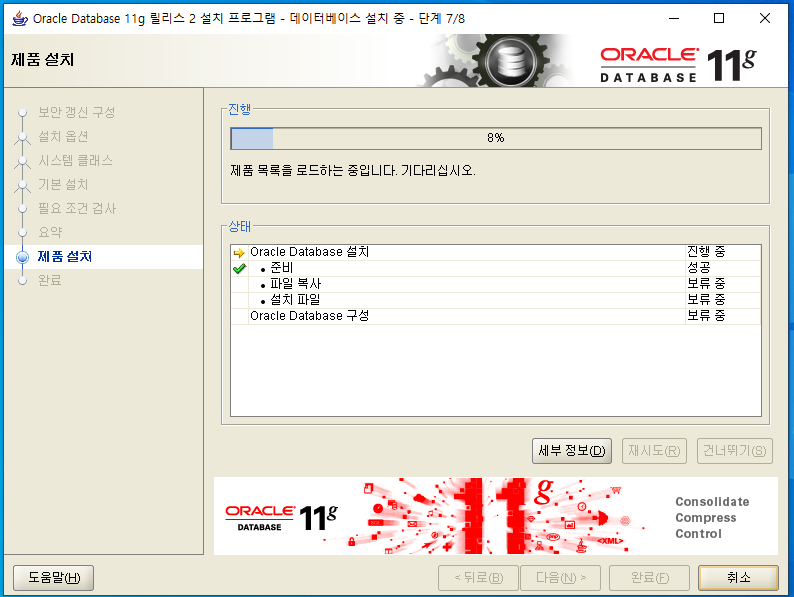 Oracle Database 11g 릴리스 2 설치 프로그램 - 데이터베이스 설치 중 - 단계 7/8
제품 설치
ORACLE
DATABASE 11g
보안 갱신 구성
설치 옵션
시스템 클래스
기본 설치
필요 조건 검사
요약
제품 설치
완료
진행
8%
제품 목록을 로드하는 중입니다. 기다리십시오.
상태
Oracle Database 설치 진행 중
• 준비 성공
• 파일 복사 보류 중
• 설치 파일 보류 중
Oracle Database 구성 보류 중
세부 정보(D) 재시도(R) 건너뛰기(S)
ORACLE
DATABASE 11g
11g
<XML>
Consolidate
Compress
Control
도움말(H) < 뒤로(B) 다음(N) > 완료(F) 취소